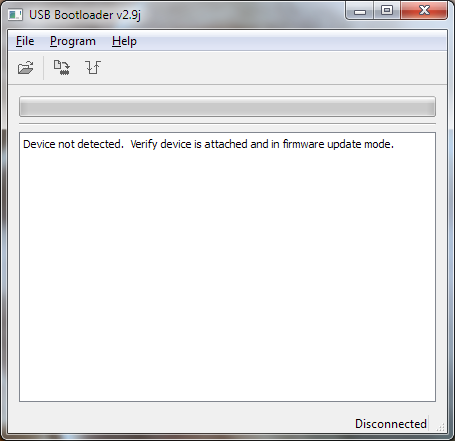 USB Bootloader v2.9j
File Program Help
Device not detected.  Verify device is attached and in firmware update mode.
Disconnected